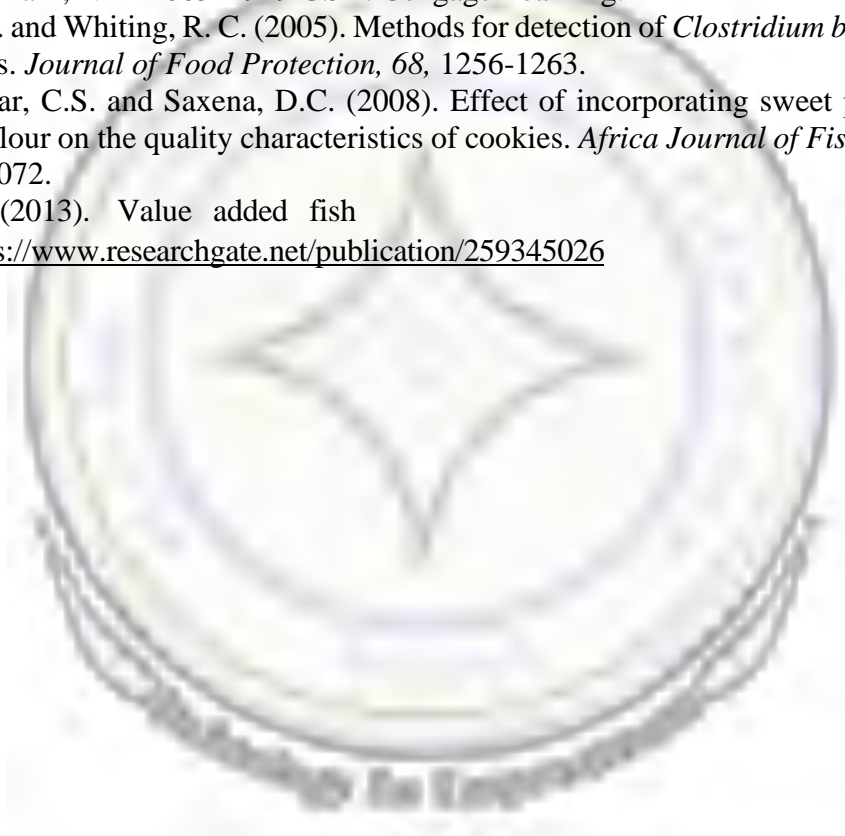 . and Whiting, R. C. (2005). Methods for detection of Clostridium b
s. Journal of Food Protection, 68, 1256-1263.
ar, C.S. and Saxena, D.C. (2008). Effect of incorporating sweet
lour on the quality characteristics of cookies. Africa Journal of Fis
072.
(2013). Value added fish
s://www.researchgate.net/publication/259345026